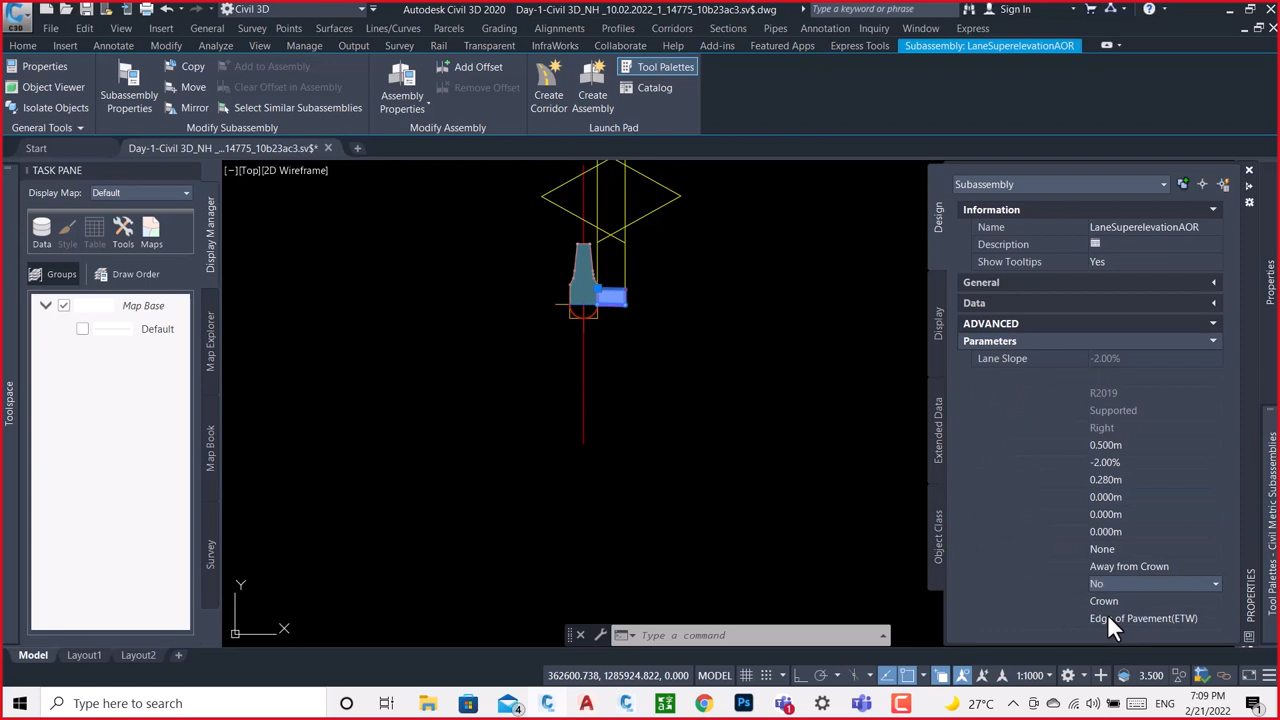 C3D
Civil 3D
Autodesk Civil 3D 2020
Day-1-Civil 3D_NH _10.02.2022_1_14775_10b23ac3.sv$.dwg
Type a keyword or phrase
Sign In
File Edit View Insert General Survey Points Surfaces Lines/Curves Parcels Grading Alignments Profiles Corridors Sections Pipes Annotation Inquiry Window Express
Home Insert Annotate Modify Analyze View Manage Output Survey Rail Transparent InfraWorks Collaborate Help Add-ins Featured Apps Express Tools Subassembly: LaneSuperelevationAOR
Properties
Object Viewer
Isolate Objects
General Tools
Subassembly
Properties
Copy
Move
Mirror
Add to Assembly
Clear Offset in Assembly
Select Similar Subassemblies
Modify Subassembly
Assembly
Properties
Add Offset
Remove Offset
Modify Assembly
Create
Corridor
Create
Assembly
Tool Palettes
Catalog
Launch Pad
Start
Day-1-Civil 3D_NH _...14775_10b23ac3.sv$*
TASK PANE
Display Map: Default
Data Style Table Tools Maps
Groups Draw Order
Map Base
Default
Toolspace
Display Manager
Map Explorer
Map Book
Survey
[−][Top][2D Wireframe]
Y
X
Type a command
Design
Display
Extended Data
Object Class
Subassembly
Information
Name LaneSuperelevationAOR
Description
Show Tooltips Yes
General
Data
ADVANCED
Parameters
Lane Slope -2.00%
R2019
Supported
Right
0.500m
-2.00%
0.280m
0.000m
0.000m
0.000m
None
Away from Crown
No
Crown
Edge of Pavement(ETW)
Properties
PROPERTIES
Tool Palettes - Civil Metric Subassemblies
Model Layout1 Layout2
362600.738, 1285924.822, 0.000 MODEL
1:1000
3.500
Type here to search
4
1
27°C
7:09 PM
2/21/2022
1